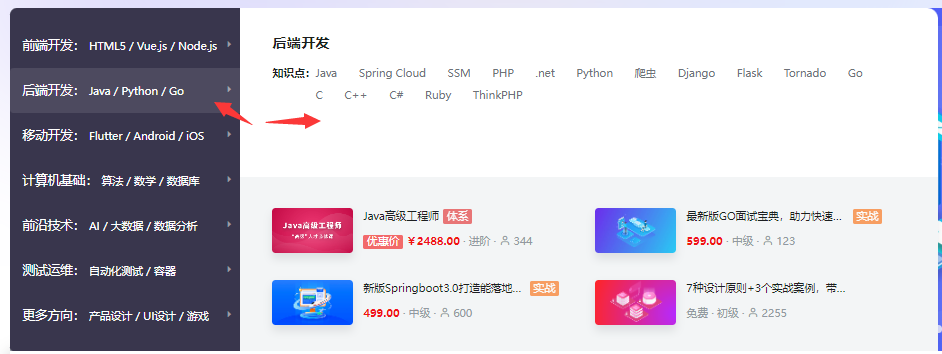 前端开发： HTML5 / Vue.js / Node.js
后端开发： Java / Python / Go
移动开发： Flutter / Android / iOS
计算机基础： 算法 / 数学 / 数据库
前沿技术： AI / 大数据 / 数据分析
测试运维： 自动化测试 / 容器
更多方向： 产品设计 / UI设计 / 游戏
后端开发
知识点： Java Spring Cloud SSM PHP .net Python 爬虫 Django Flask Tornado Go
C C++ C# Ruby ThinkPHP
Java高级工程师
Java高级工程师 体系
优惠价 ￥2488.00 · 进阶 · 344
最新版GO面试宝典，助力快速... 实战
599.00 · 中级 · 123
新版Springboot3.0打造能落地... 实战
499.00 · 中级 · 600
7种设计原则+3个实战案例，带...
免费 · 初级 · 2255